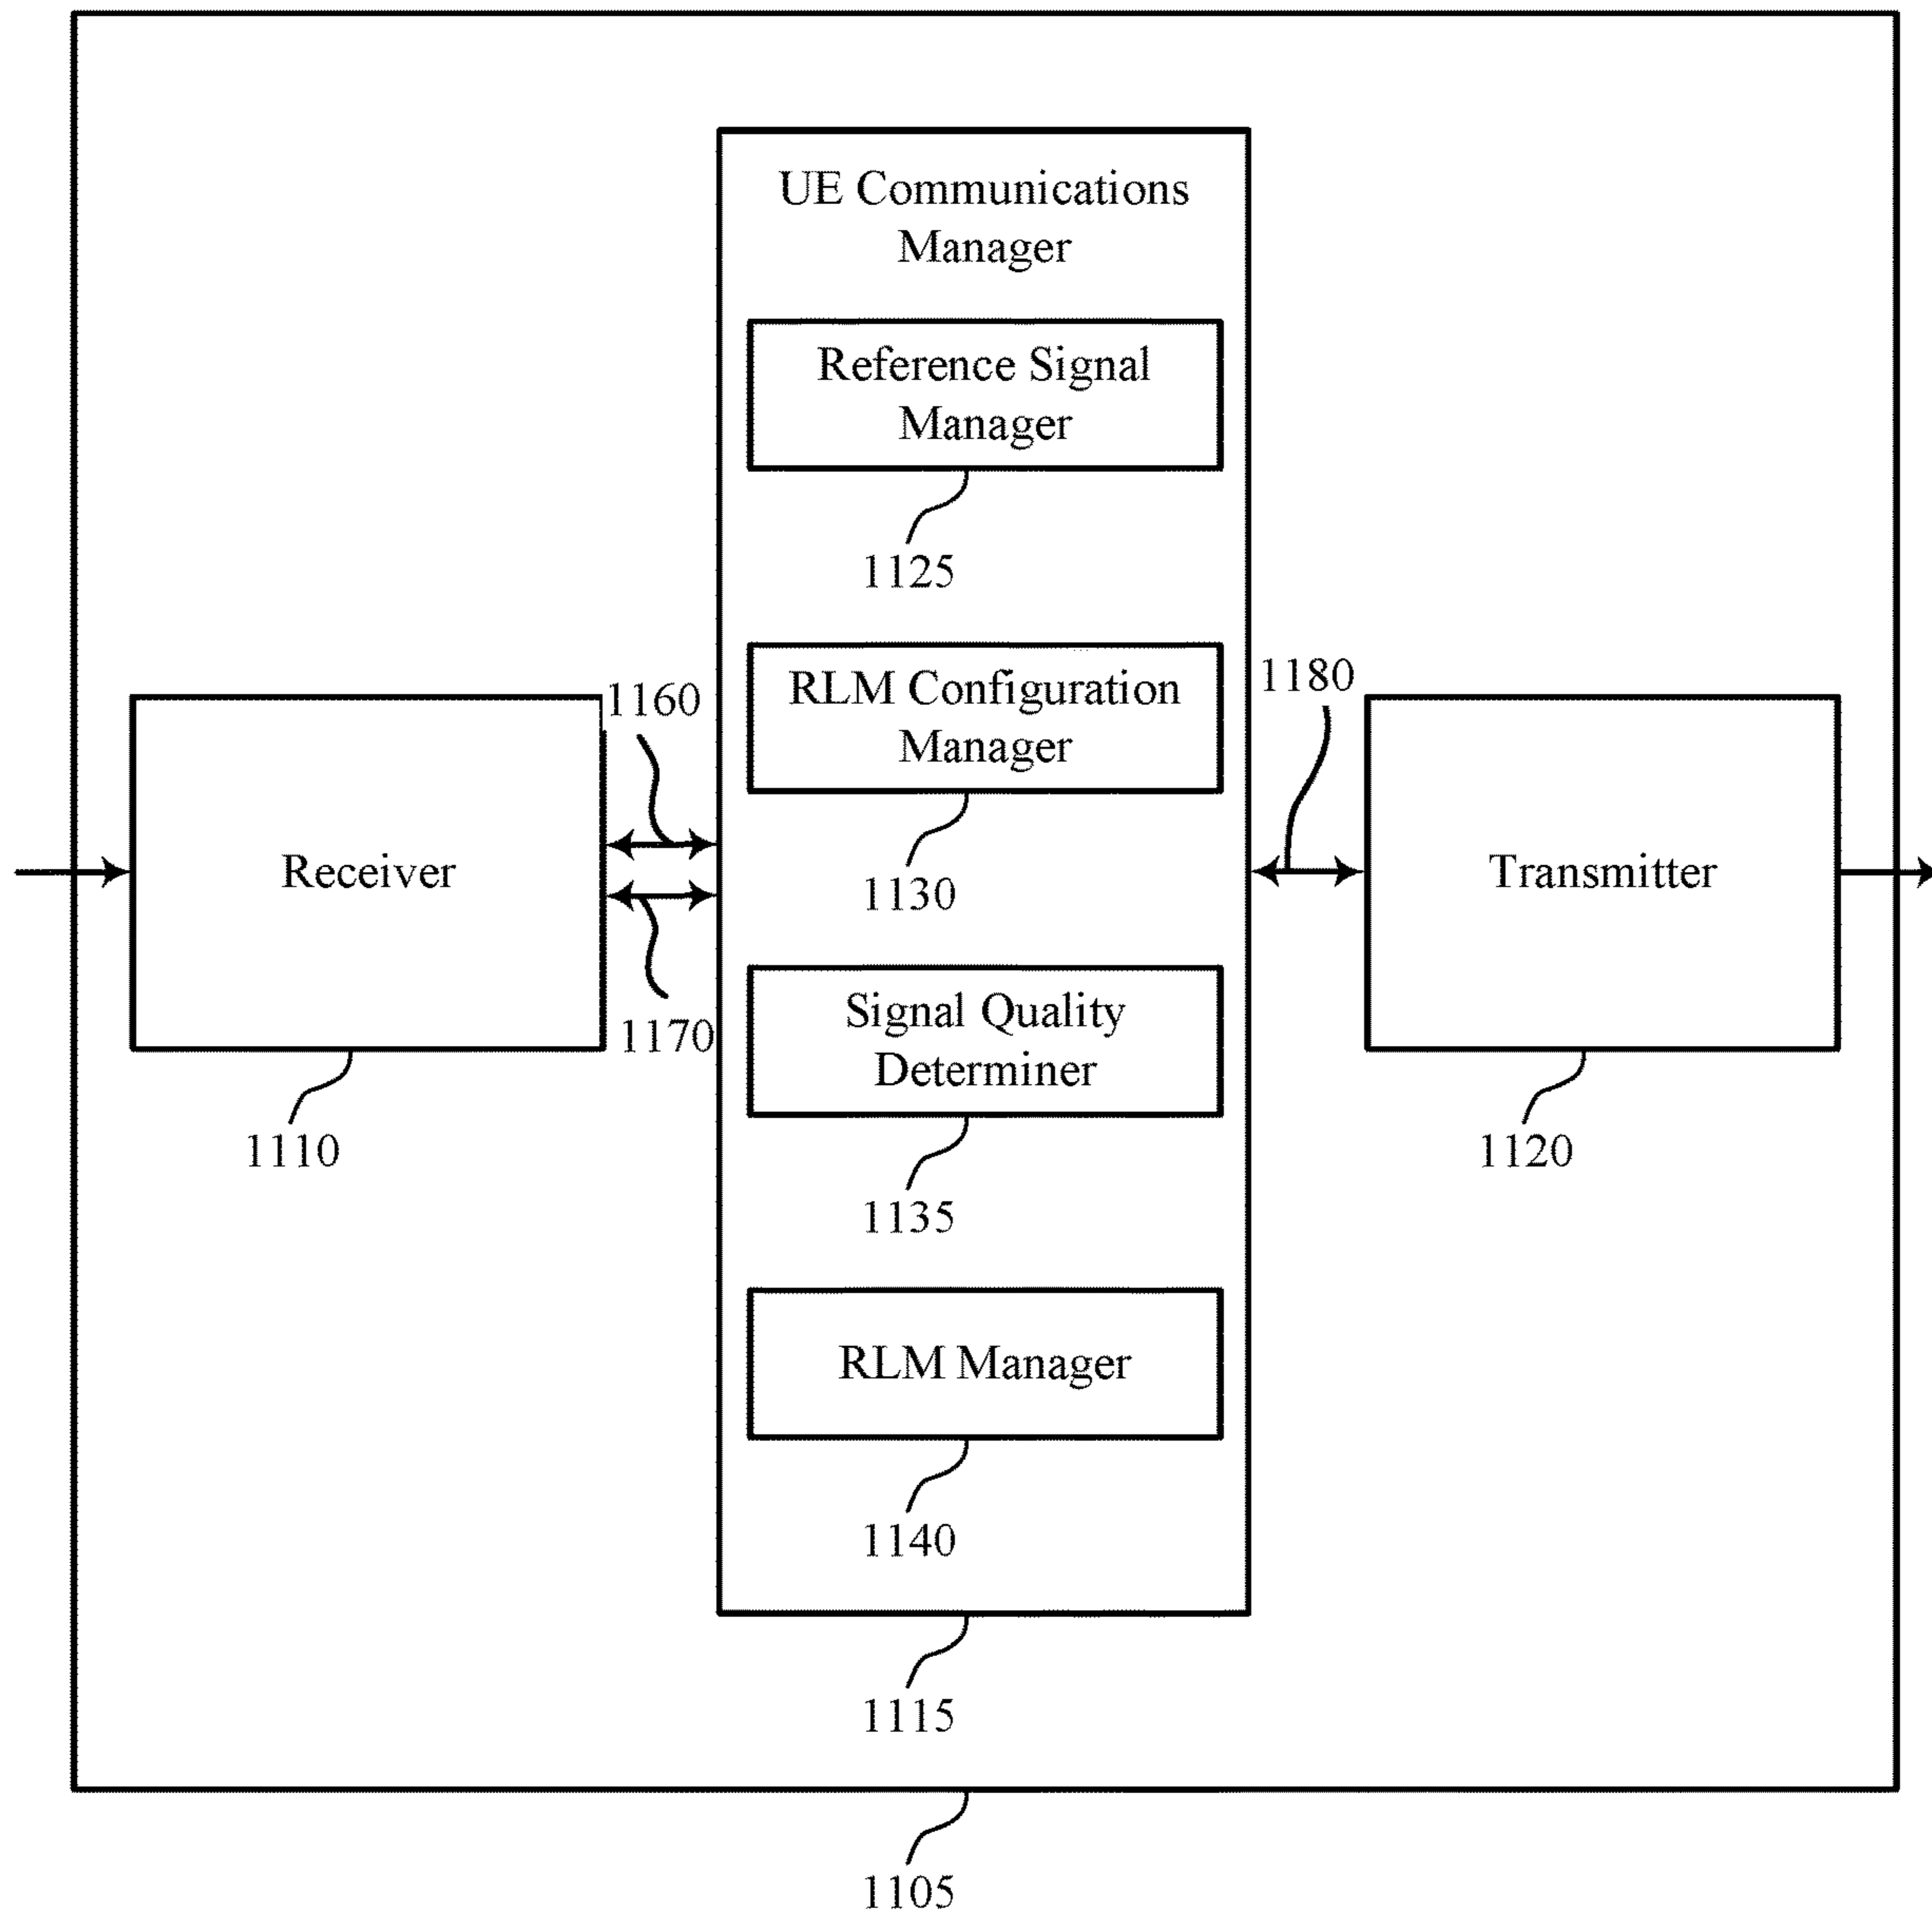 UE Communications
Manager
Reference Signal
Manager
1125
RLM Configuration
Manager
1130
1160
1180
Receiver
Transmitter
1170
Signal Quality
Determiner
1110
1120
1135
RLM Manager
1140
1115
1105